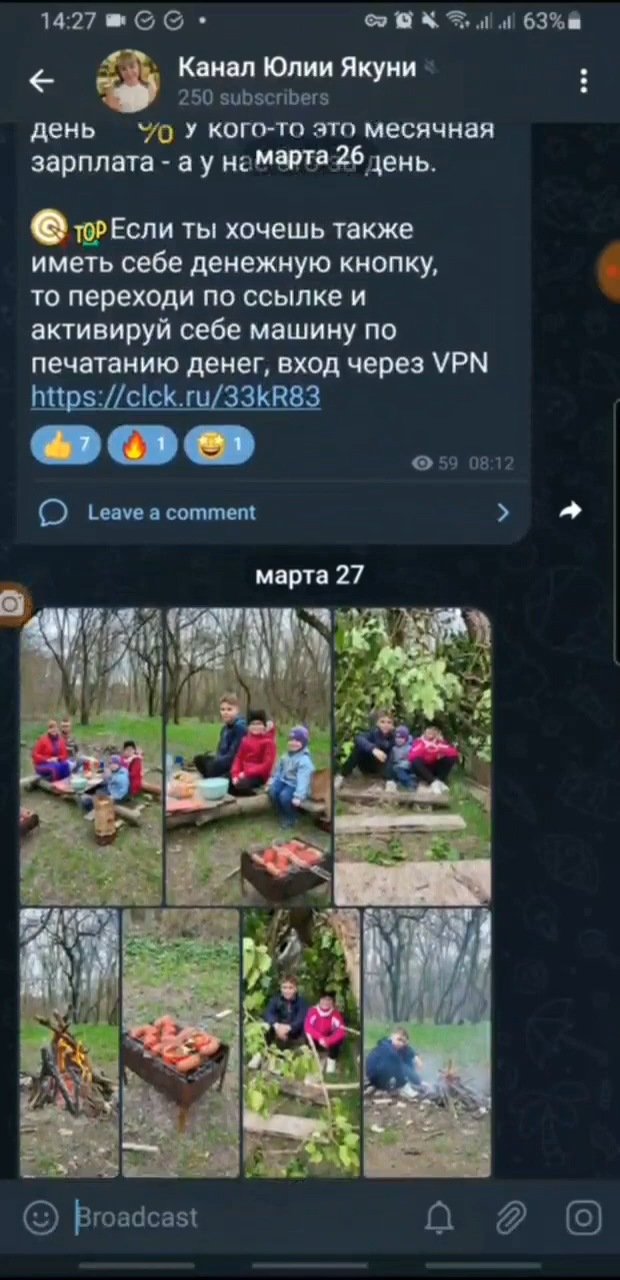 14:27 63%
Канал Юлии Якуни
250 subscribers
день % У кого-то это месячная
зарплата - а у на день.
марта 26
TOP Если ты хочешь также
иметь себе денежную кнопку,
то переходи по ссылке и
активируй себе машину по
печатанию денег, вход через VPN
https://clck.ru/33kR83
7 1 1
59 08:12
Leave a comment
марта 27
Broadcast